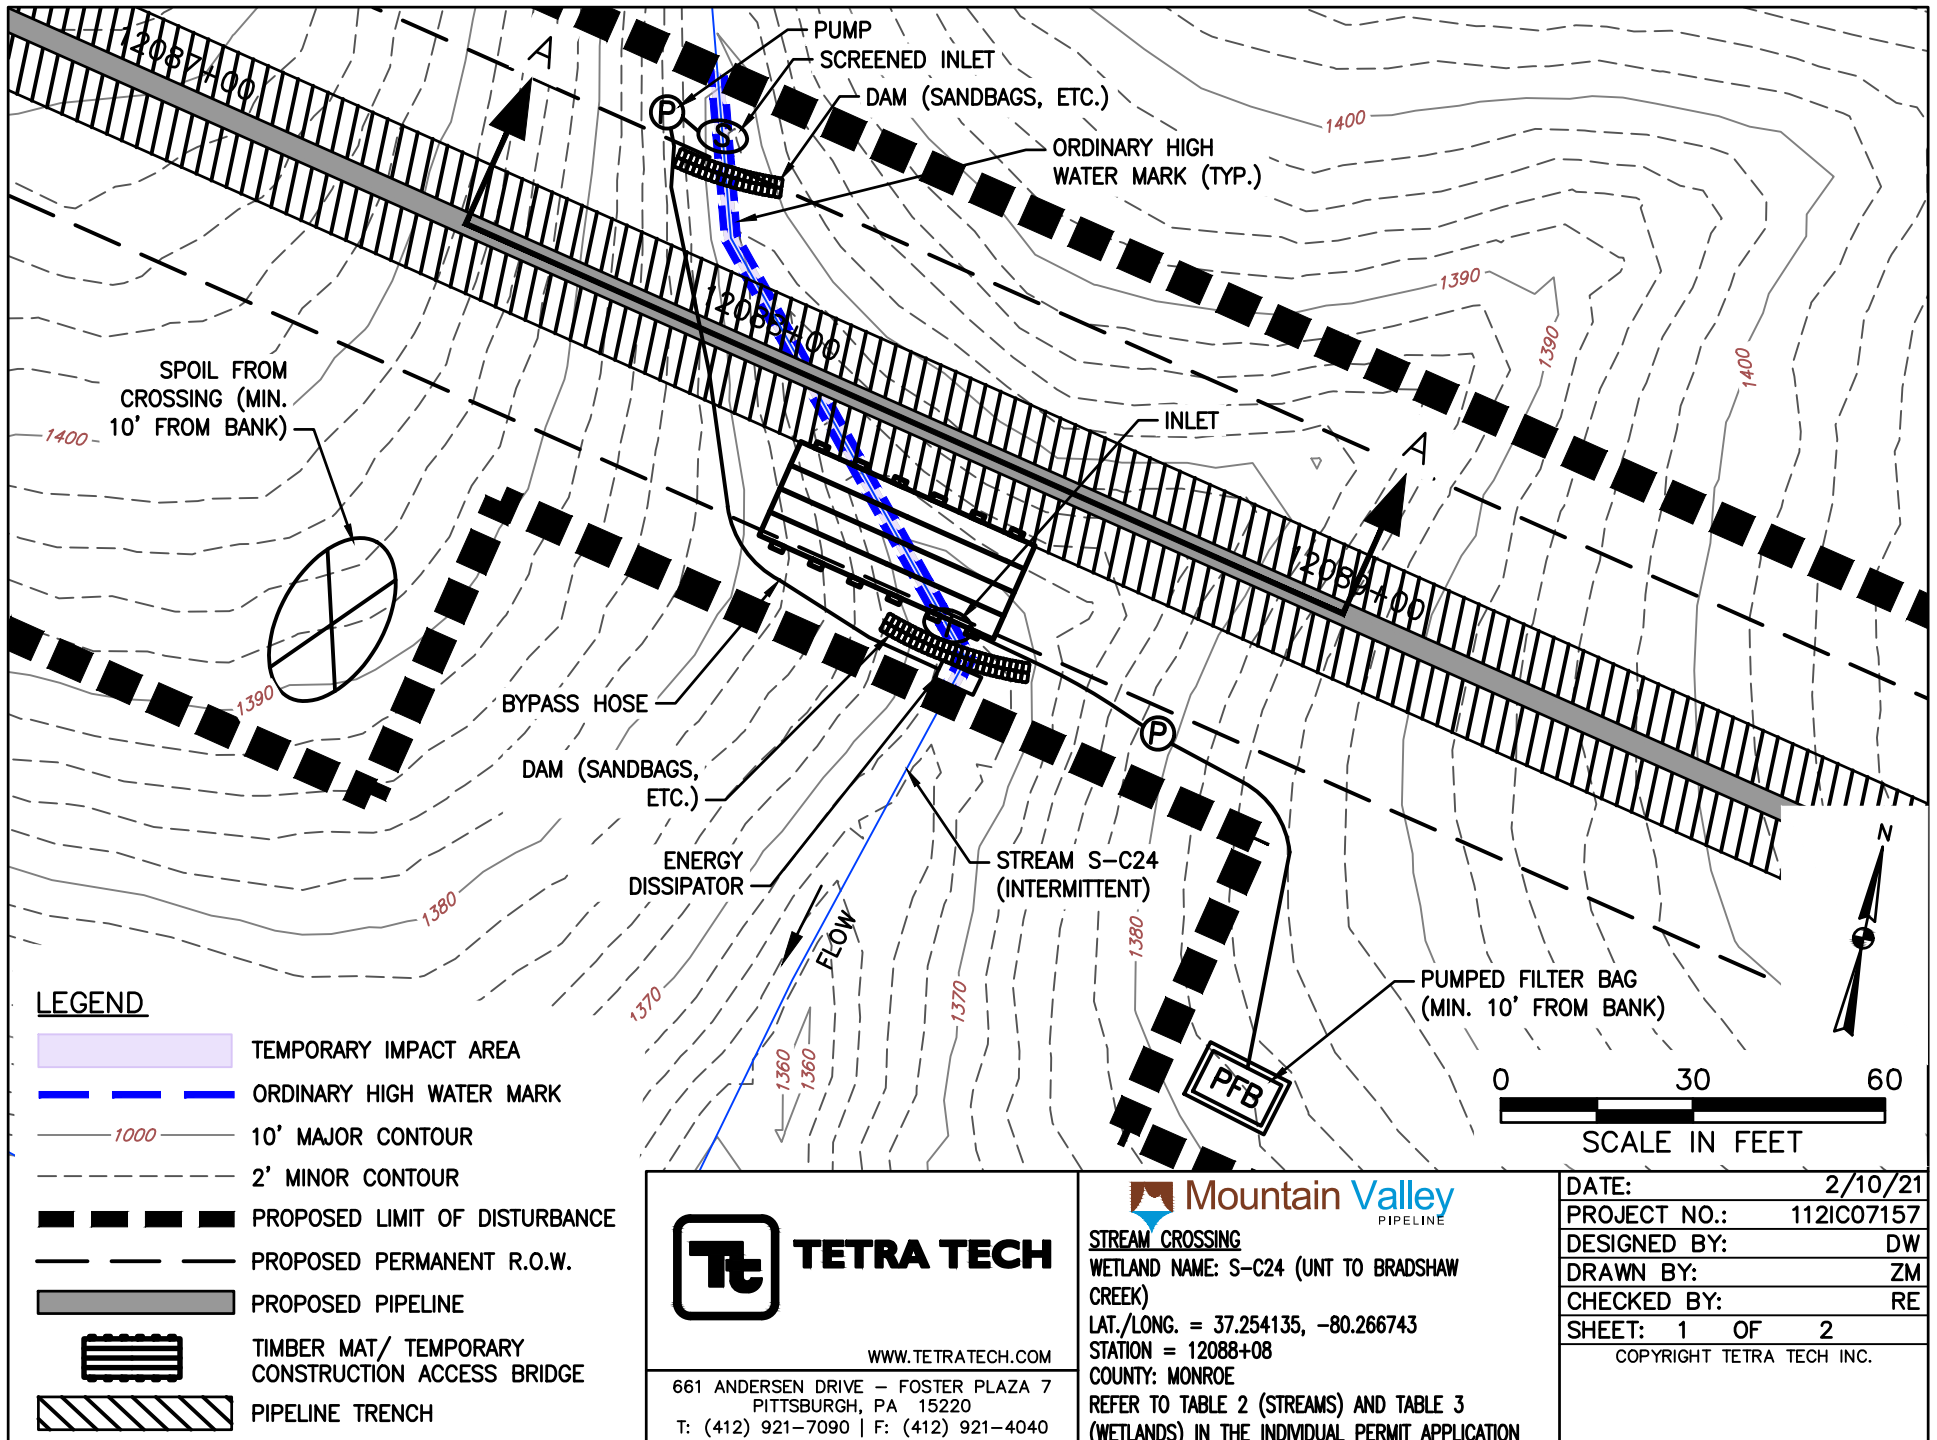 PUMP
SCREENED INLET
DAM (SANDBAGS, ETC.)
ORDINARY HIGH
WATER MARK (TYP.)
12087+00
A
P
S
1400
1390
1390
1400
12088+00
SPOIL FROM
CROSSING (MIN.
10' FROM BANK)
1400
INLET
A
12089+00
I
1390
BYPASS HOSE
P
DAM (SANDBAGS,
ETC.)
ENERGY
DISSIPATOR
STREAM S-C24
(INTERMITTENT)
N
1380
FLOW
1380
1370
1370
1360
1360
PUMPED FILTER BAG
(MIN. 10' FROM BANK)
PFB
0 30 60
SCALE IN FEET
LEGEND
TEMPORARY IMPACT AREA
ORDINARY HIGH WATER MARK
1000
10' MAJOR CONTOUR
2' MINOR CONTOUR
PROPOSED LIMIT OF DISTURBANCE
PROPOSED PERMANENT R.O.W.
PROPOSED PIPELINE
TIMBER MAT/ TEMPORARY
CONSTRUCTION ACCESS BRIDGE
PIPELINE TRENCH
Tt
TETRA TECH
WWW.TETRATECH.COM
661 ANDERSEN DRIVE – FOSTER PLAZA 7
PITTSBURGH, PA 15220
T: (412) 921-7090 | F: (412) 921-4040
Mountain Valley
PIPELINE
STREAM CROSSING
WETLAND NAME: S-C24 (UNT TO BRADSHAW
CREEK)
LAT./LONG. = 37.254135, -80.266743
STATION = 12088+08
COUNTY: MONROE
REFER TO TABLE 2 (STREAMS) AND TABLE 3
(WETLANDS) IN THE INDIVIDUAL PERMIT APPLICATION
DATE: 2/10/21
PROJECT NO.: 112IC07157
DESIGNED BY: DW
DRAWN BY: ZM
CHECKED BY: RE
SHEET: 1 OF 2
COPYRIGHT TETRA TECH INC.